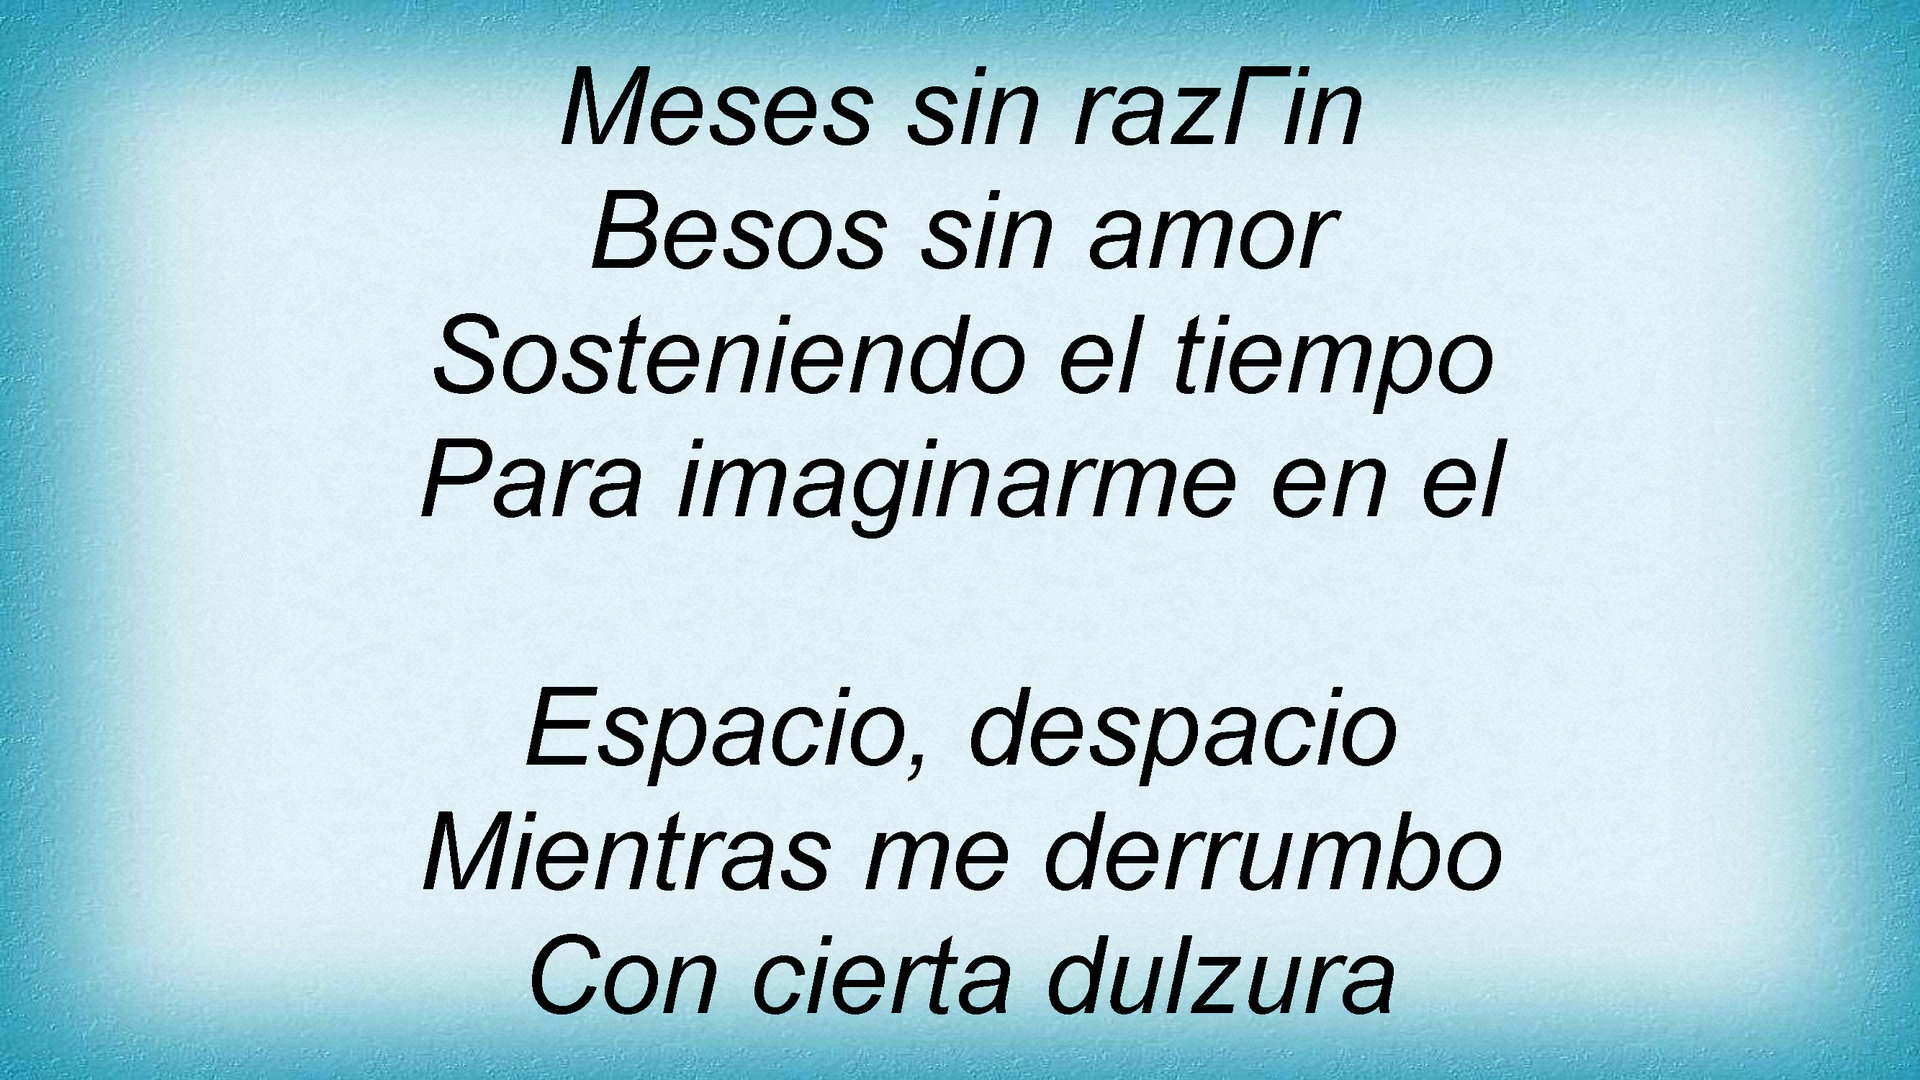 Meses sin razГіn
Besos sin amor
Sosteniendo el tiempo
Para imaginarme en el
Espacio, despacio
Mientras me derrumbo
Con cierta dulzura